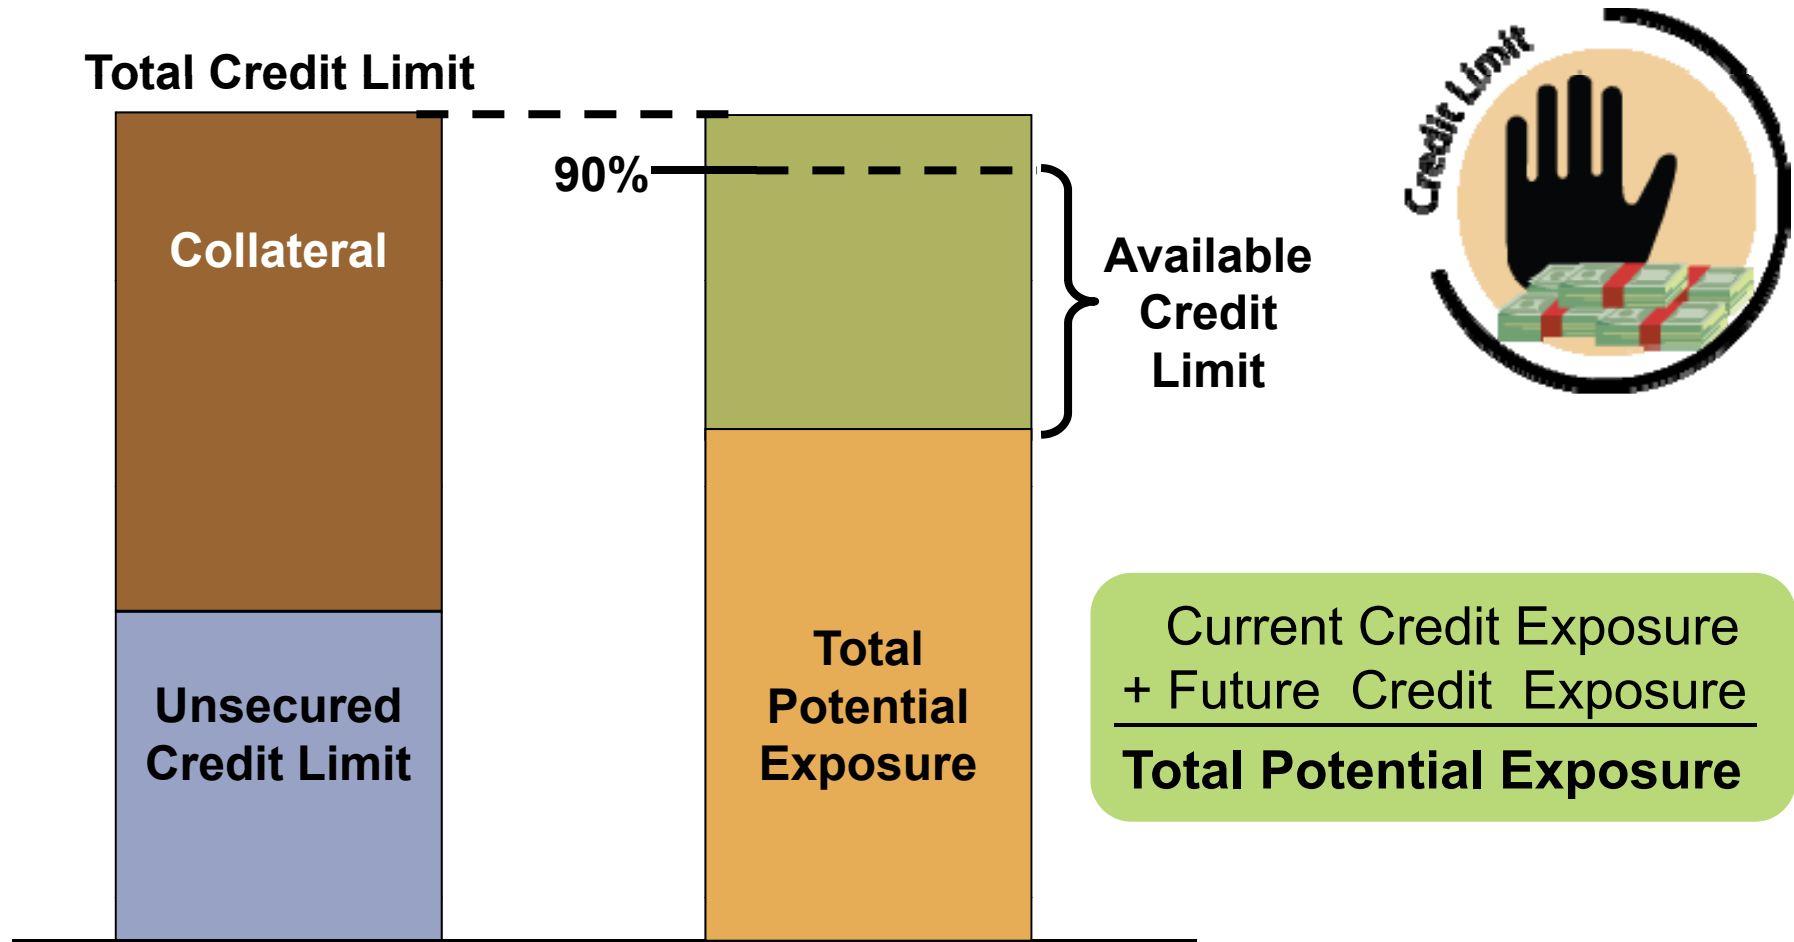 Total Credit Limit
90%
Collateral
Available
Credit
Limit
Unsecured
Credit Limit
Total
Potential
Exposure
Credit Limit
Current Credit Exposure
+ Future Credit Exposure
Total Potential Exposure